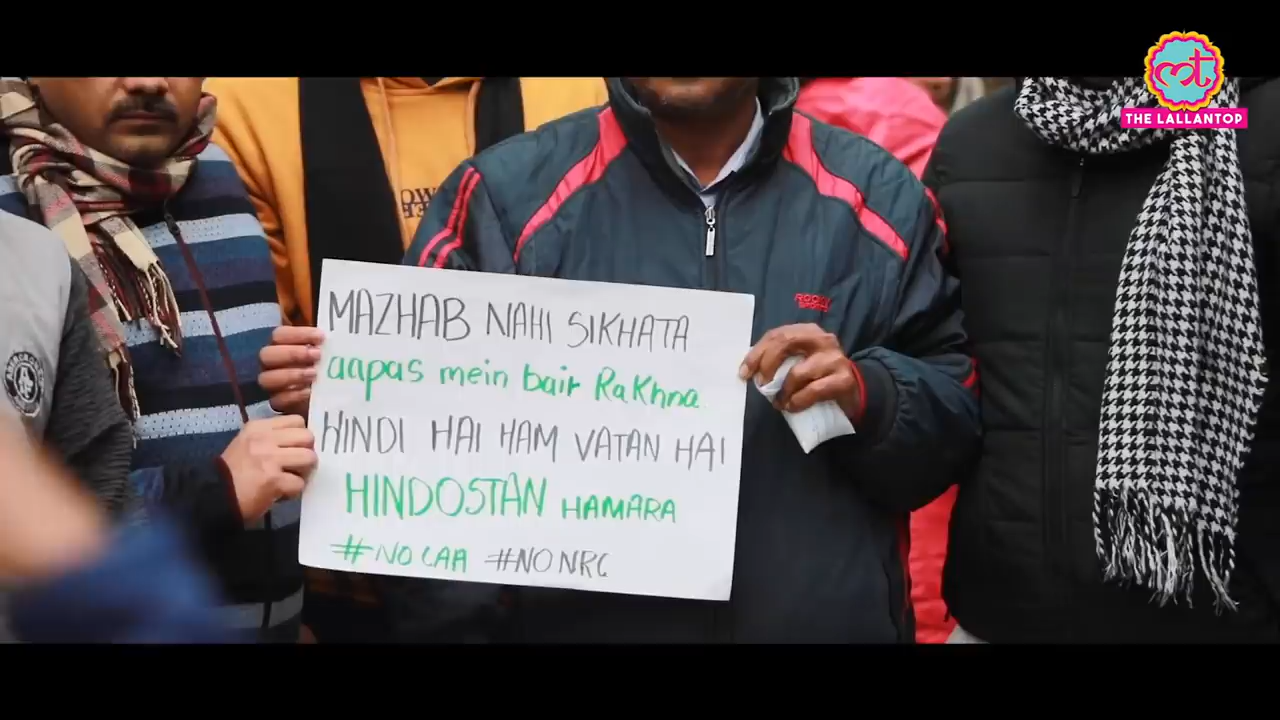 THE LALLANTOP
MAZHAB NAHI SIKHATA
aapas mein bair Rakhna
HINDI HAI HAM VATAN HAI
HINDOSTAN HAMARA
#NO CAA #NO NRC